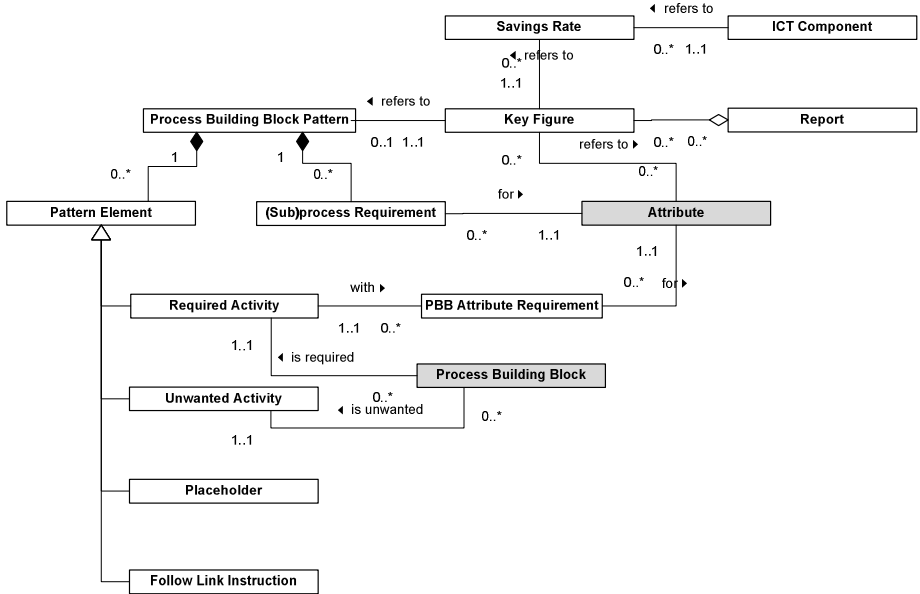 ◄ refers to
Savings Rate
ICT Component
0..* 1..1
◄ refers to
0..*
1..1
◄ refers to
Process Building Block Pattern
Key Figure
Report
0..1 1..1
refers to ►
0..* 0..*
1
1
0..*
0..*
0..*
0..*
for ►
Pattern Element
(Sub)process Requirement
Attribute
0..*
1..1
1..1
with ►
0..*
for ►
Required Activity
PBB Attribute Requirement
1..1 0..*
1..1
◄ is required
Process Building Block
0..*
Unwanted Activity
◄ is unwanted
0..*
1..1
Placeholder
Follow Link Instruction